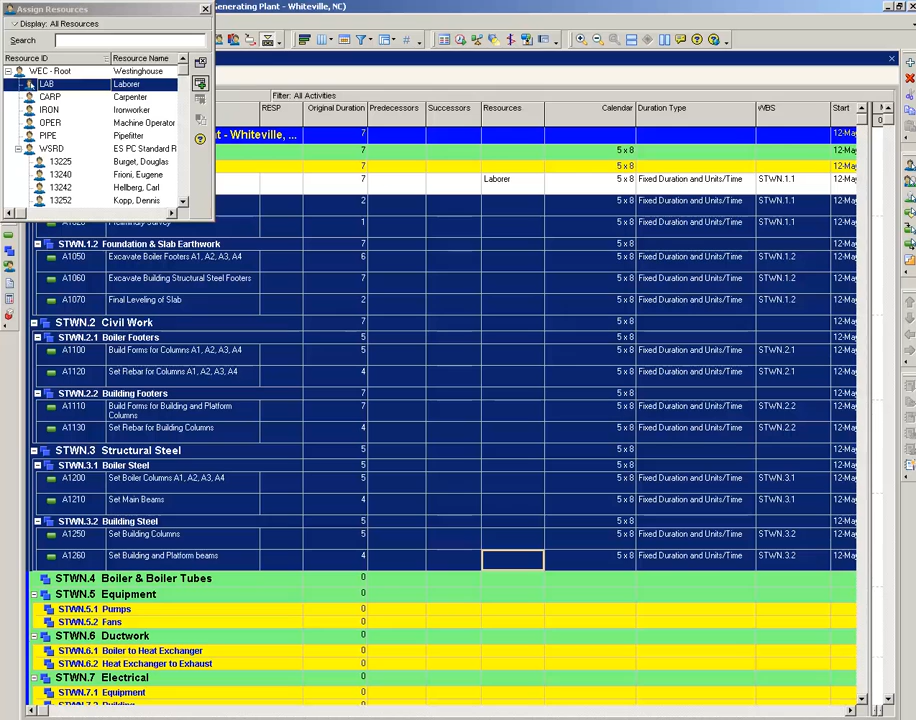 Assign Resources
Generating Plant - Whiteville, NC)
Display: All Resources
Search
Resource ID Resource Name
WEC - Root Westinghouse
LAB Laborer
CARP Carpenter
IRON Ironworker
OPER Machine Operator
PIPE Pipefitter
WSRD ES PC Standard R
13225 Burget, Douglas
13240 Frioni, Eugene
13242 Hellberg, Carl
13252 Kopp, Dennis
Filter: All Activities
RESP Original Duration Predecessors Successors Resources Calendar Duration Type WBS Start
0
t - Whiteville, ... 7 12-May
7 5 x 8 12-May
7 5 x 8 12-May
7 Laborer 5 x 8 Fixed Duration and Units/Time STWN.1.1 12-May
2 5 x 8 Fixed Duration and Units/Time STWN.1.1 12-May
A1020 Preliminary Survey 1 5 x 8 Fixed Duration and Units/Time STWN.1.1 12-May
STWN.1.2 Foundation & Slab Earthwork 7 5 x 8 12-May
A1050 Excavate Boiler Footers A1, A2, A3, A4 6 5 x 8 Fixed Duration and Units/Time STWN.1.2 12-May
A1060 Excavate Building Structural Steel Footers 7 5 x 8 Fixed Duration and Units/Time STWN.1.2 12-May
A1070 Final Leveling of Slab 2 5 x 8 Fixed Duration and Units/Time STWN.1.2 12-May
STWN.2 Civil Work 7 5 x 8 12-May
STWN.2.1 Boiler Footers 5 5 x 8 12-May
A1100 Build Forms for Columns A1, A2, A3, A4 5 5 x 8 Fixed Duration and Units/Time STWN.2.1 12-May
A1120 Set Rebar for Columns A1, A2, A3, A4 4 5 x 8 Fixed Duration and Units/Time STWN.2.1 12-May
STWN.2.2 Building Footers 7 5 x 8 12-May
A1110 Build Forms for Building and Platform Columns 7 5 x 8 Fixed Duration and Units/Time STWN.2.2 12-May
A1130 Set Rebar for Building Columns 4 5 x 8 Fixed Duration and Units/Time STWN.2.2 12-May
STWN.3 Structural Steel 5 5 x 8 12-May
STWN.3.1 Boiler Steel 5 5 x 8 12-May
A1200 Set Boiler Columns A1, A2, A3, A4 5 5 x 8 Fixed Duration and Units/Time STWN.3.1 12-May
A1210 Set Main Beams 4 5 x 8 Fixed Duration and Units/Time STWN.3.1 12-May
STWN.3.2 Building Steel 5 5 x 8 12-May
A1250 Set Building Columns 5 5 x 8 Fixed Duration and Units/Time STWN.3.2 12-May
A1260 Set Building and Platform beams 4 5 x 8 Fixed Duration and Units/Time STWN.3.2 12-May
STWN.4 Boiler & Boiler Tubes 0
STWN.5 Equipment 0
STWN.5.1 Pumps 0
STWN.5.2 Fans 0
STWN.6 Ductwork 0
STWN.6.1 Boiler to Heat Exchanger 0
STWN.6.2 Heat Exchanger to Exhaust 0
STWN.7 Electrical 0
STWN.7.1 Equipment 0